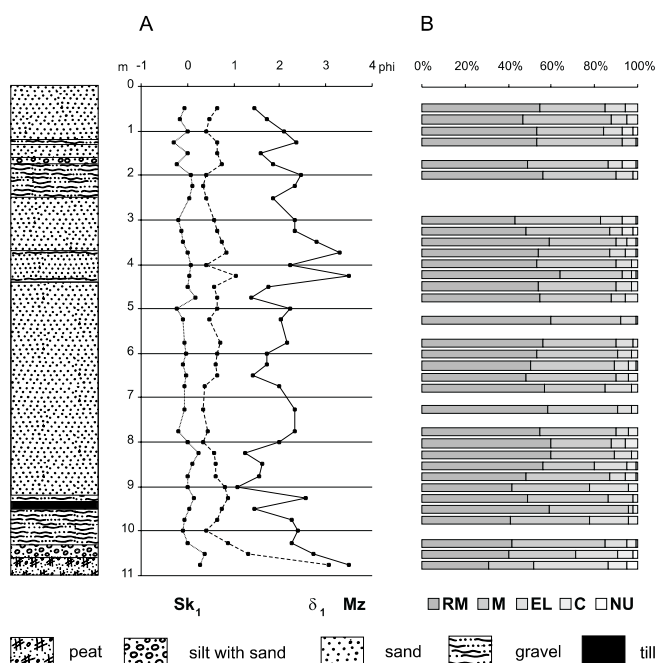 A
B
m -1 0 1 2 3 4 phi
0% 20% 40% 60% 80% 100%
0
1
2
3
4
5
6
7
8
9
10
11
Sk1 δ1 Mz
RM M EL C NU
peat silt with sand sand gravel till